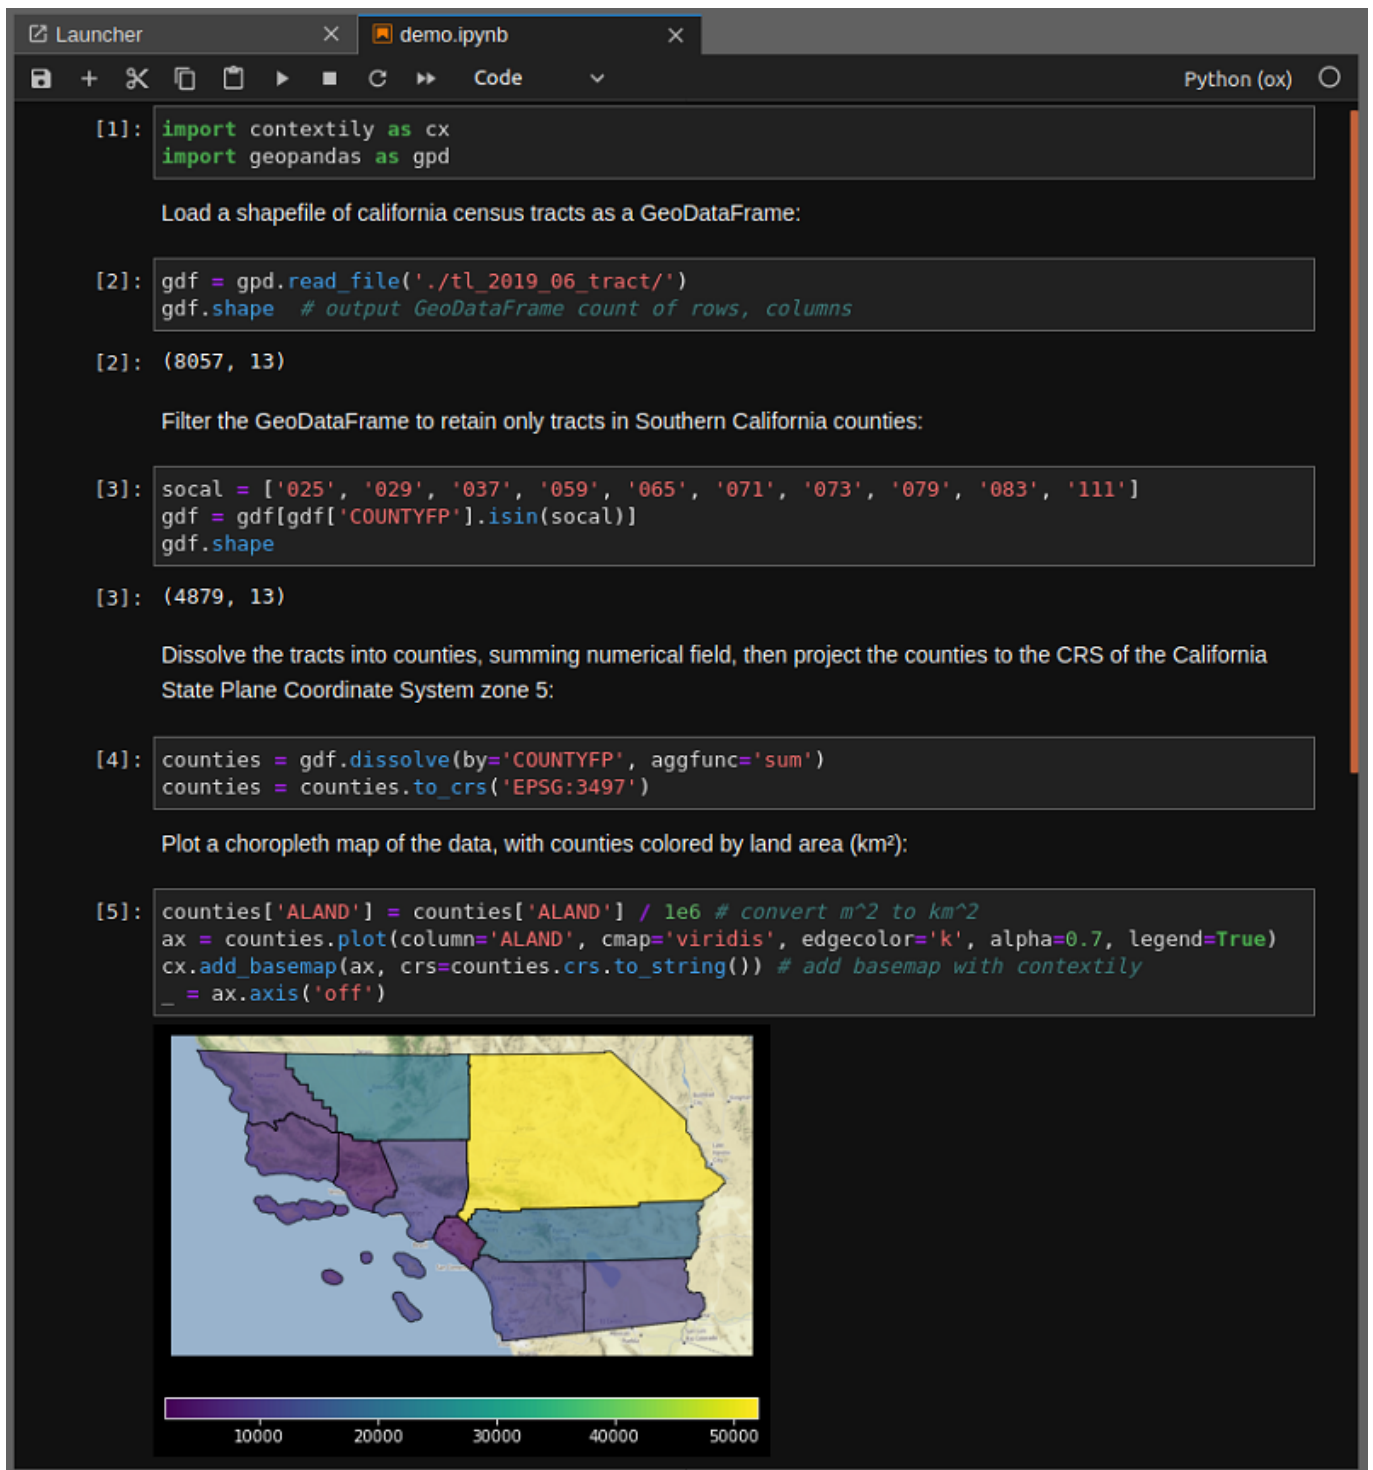 Launcher
demo.ipynb
Code
Python (ox)
[1]: import contextily as cx
import geopandas as gpd
Load a shapefile of california census tracts as a GeoDataFrame:
[2]: gdf = gpd.read_file('./tl_2019_06_tract/')
gdf.shape  # output GeoDataFrame count of rows, columns
[2]: (8057, 13)
Filter the GeoDataFrame to retain only tracts in Southern California counties:
[3]: socal = ['025', '029', '037', '059', '065', '071', '073', '079', '083', '111']
gdf = gdf[gdf['COUNTYFP'].isin(socal)]
gdf.shape
[3]: (4879, 13)
Dissolve the tracts into counties, summing numerical field, then project the counties to the CRS of the California
State Plane Coordinate System zone 5:
[4]: counties = gdf.dissolve(by='COUNTYFP', aggfunc='sum')
counties = counties.to_crs('EPSG:3497')
Plot a choropleth map of the data, with counties colored by land area (km²):
[5]: counties['ALAND'] = counties['ALAND'] / 1e6 # convert m^2 to km^2
ax = counties.plot(column='ALAND', cmap='viridis', edgecolor='k', alpha=0.7, legend=True)
cx.add_basemap(ax, crs=counties.crs.to_string()) # add basemap with contextily
_ = ax.axis('off')
10000 20000 30000 40000 50000